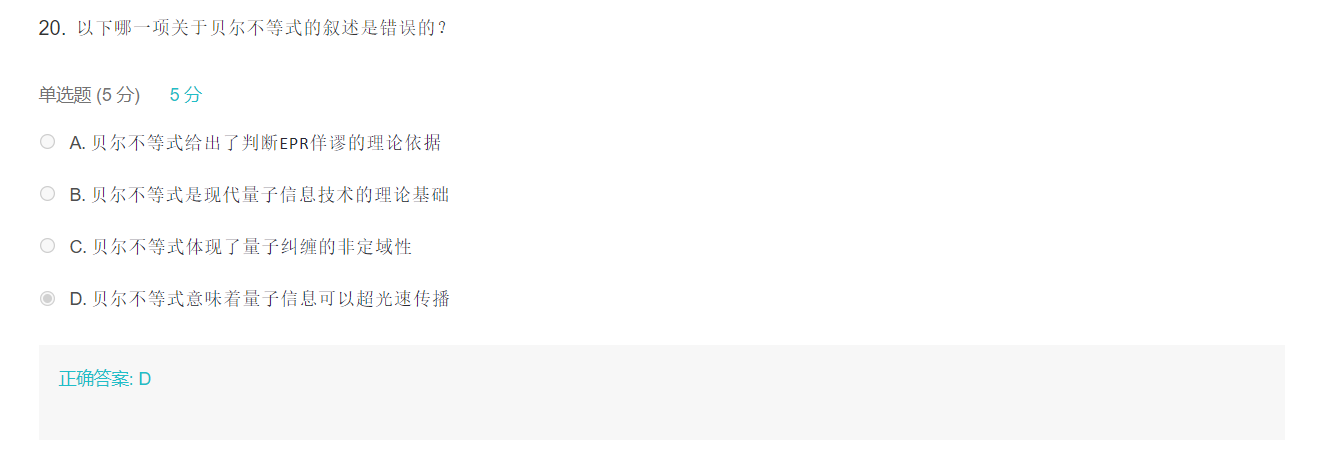 20. 以下哪一项关于贝尔不等式的叙述是错误的?
单选题 (5 分) 5 分
A. 贝尔不等式给出了判断EPR佯谬的理论依据
B. 贝尔不等式是现代量子信息技术的理论基础
C. 贝尔不等式体现了量子纠缠的非定域性
D. 贝尔不等式意味着量子信息可以超光速传播
正确答案: D